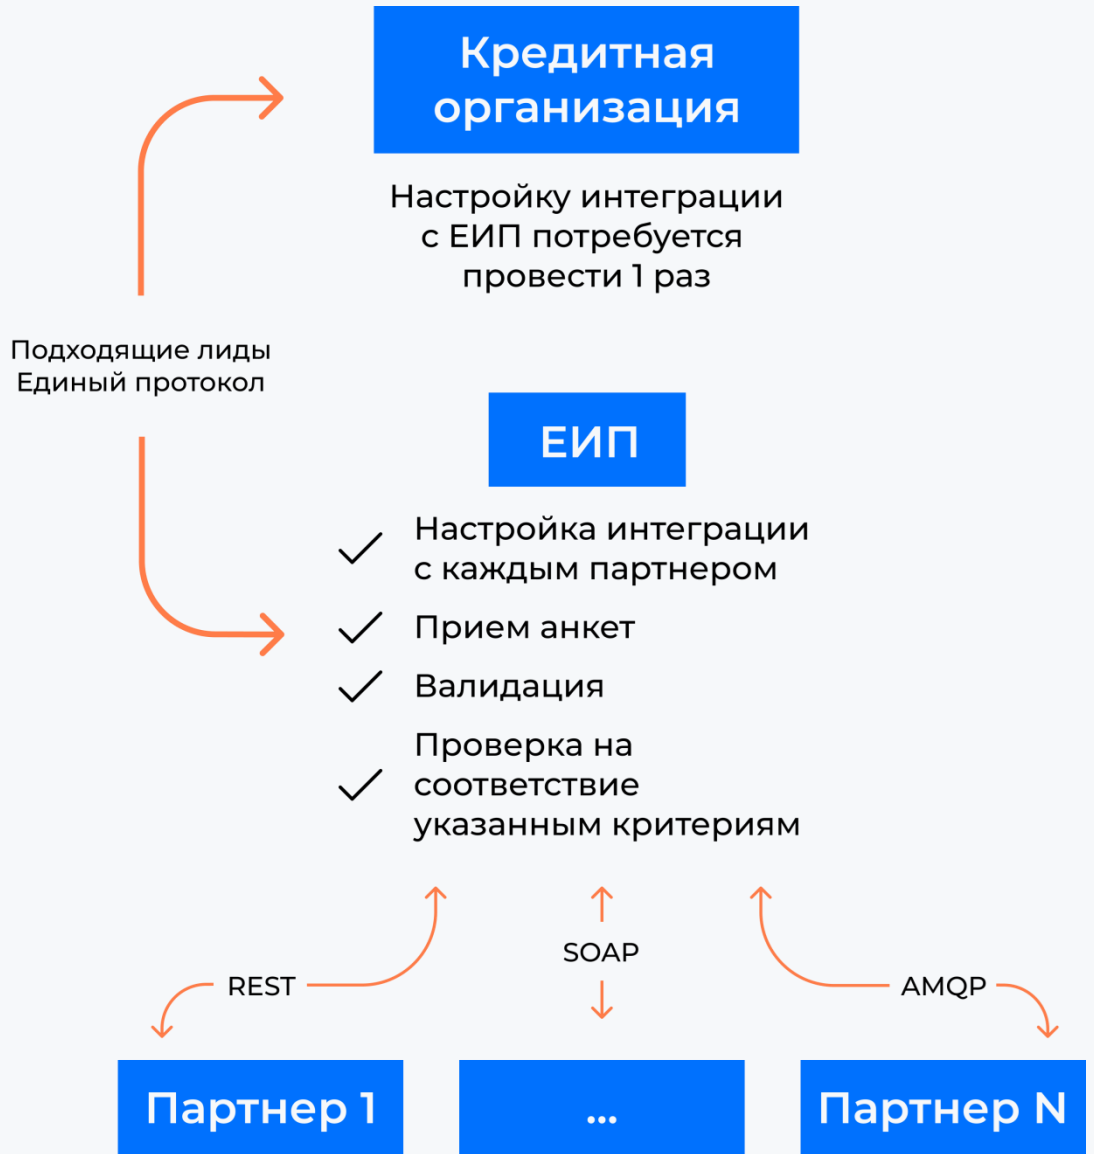 Кредитная
организация
Настройку интеграции
с ЕИП потребуется
провести 1 раз
Подходящие лиды
Единый протокол
ЕИП
Настройка интеграции
с каждым партнером
Прием анкет
Валидация
Проверка на
соответствие
указанным критериям
REST
SOAP
AMQP
Партнер 1
...
Партнер N